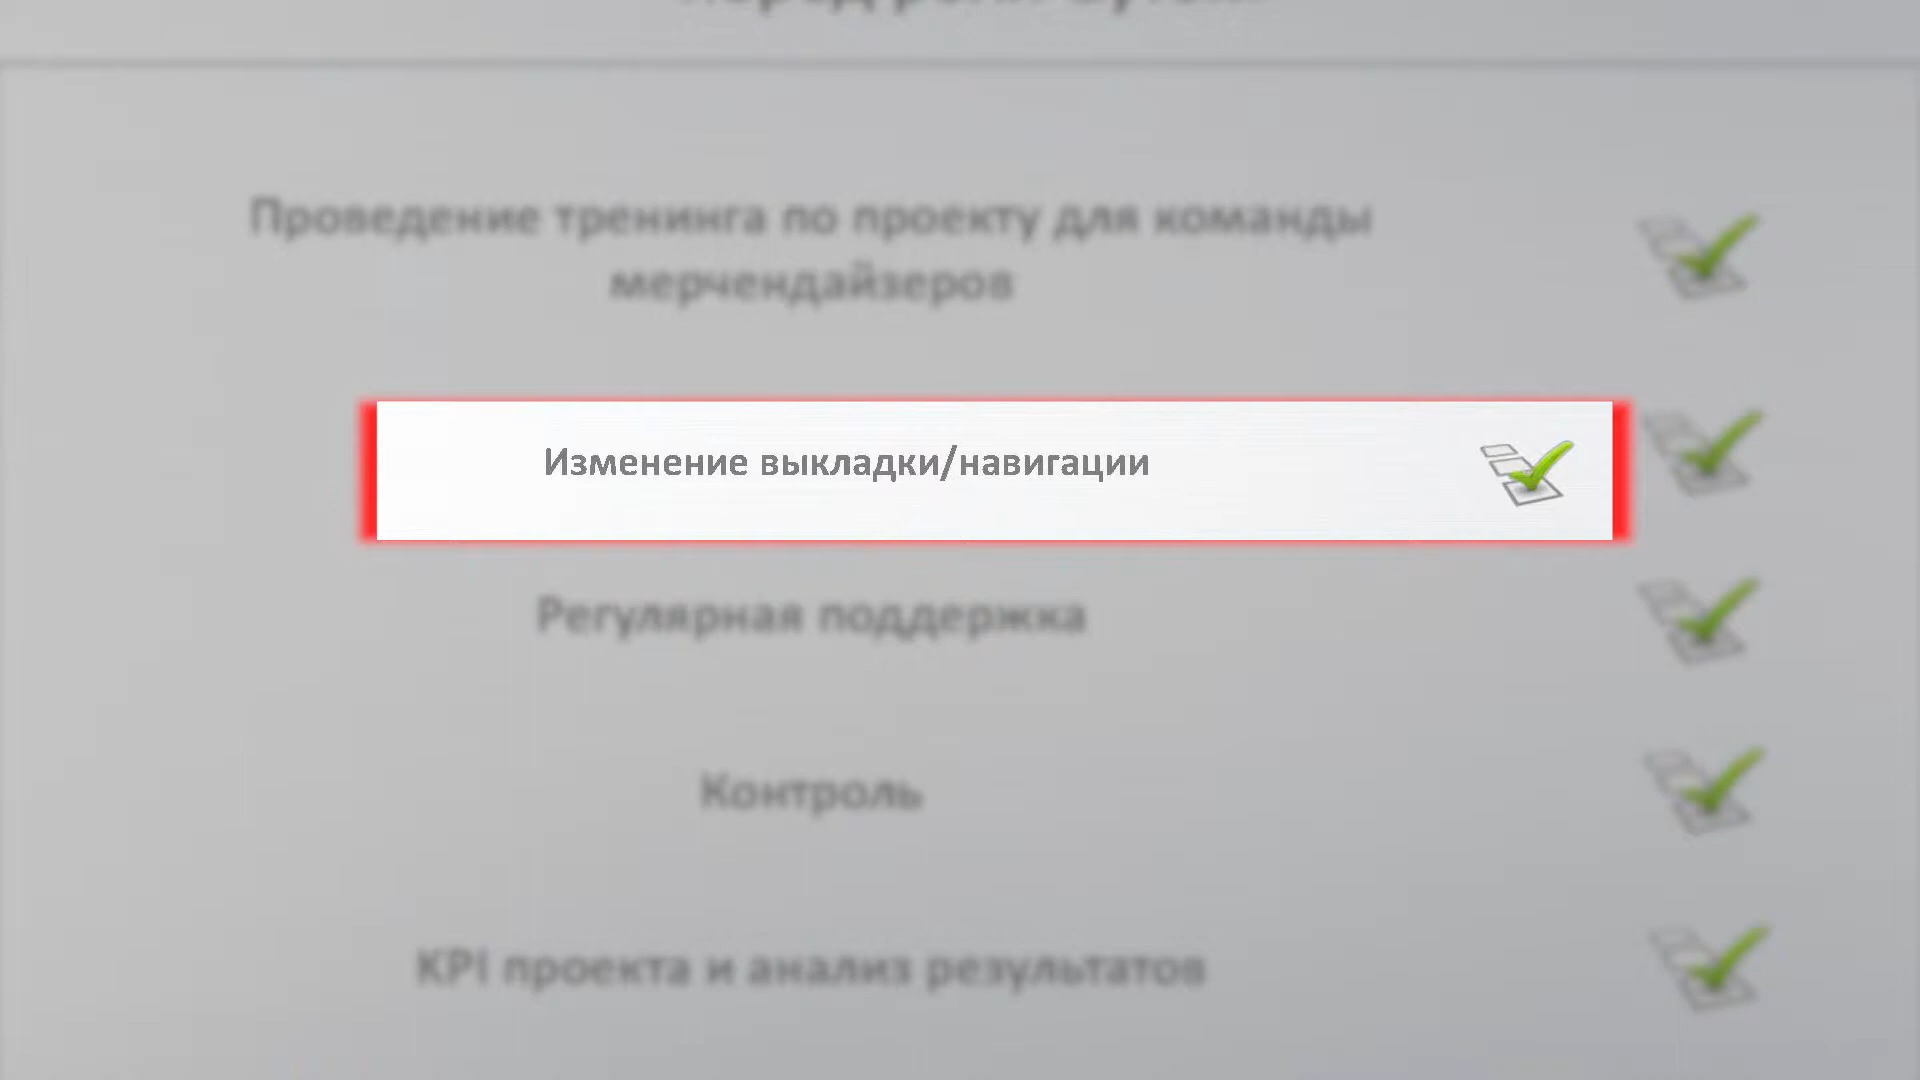 Проведение тренинга по проекту для команды
мерчендайзеров
Изменение выкладки/навигации
Регулярная поддержка
Контроль
KPI проекта и анализ результатов